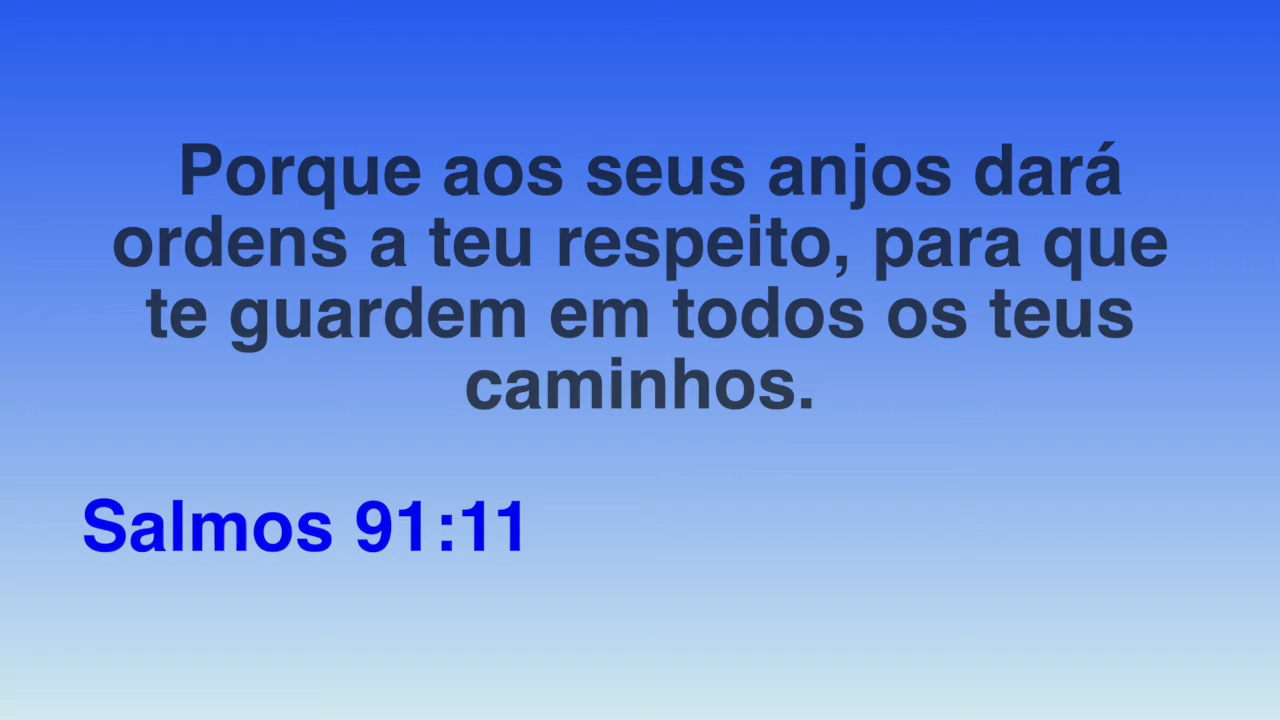 Porque aos seus anjos dará
ordens a teu respeito, para que
te guardem em todos os teus
caminhos.
Salmos 91:11